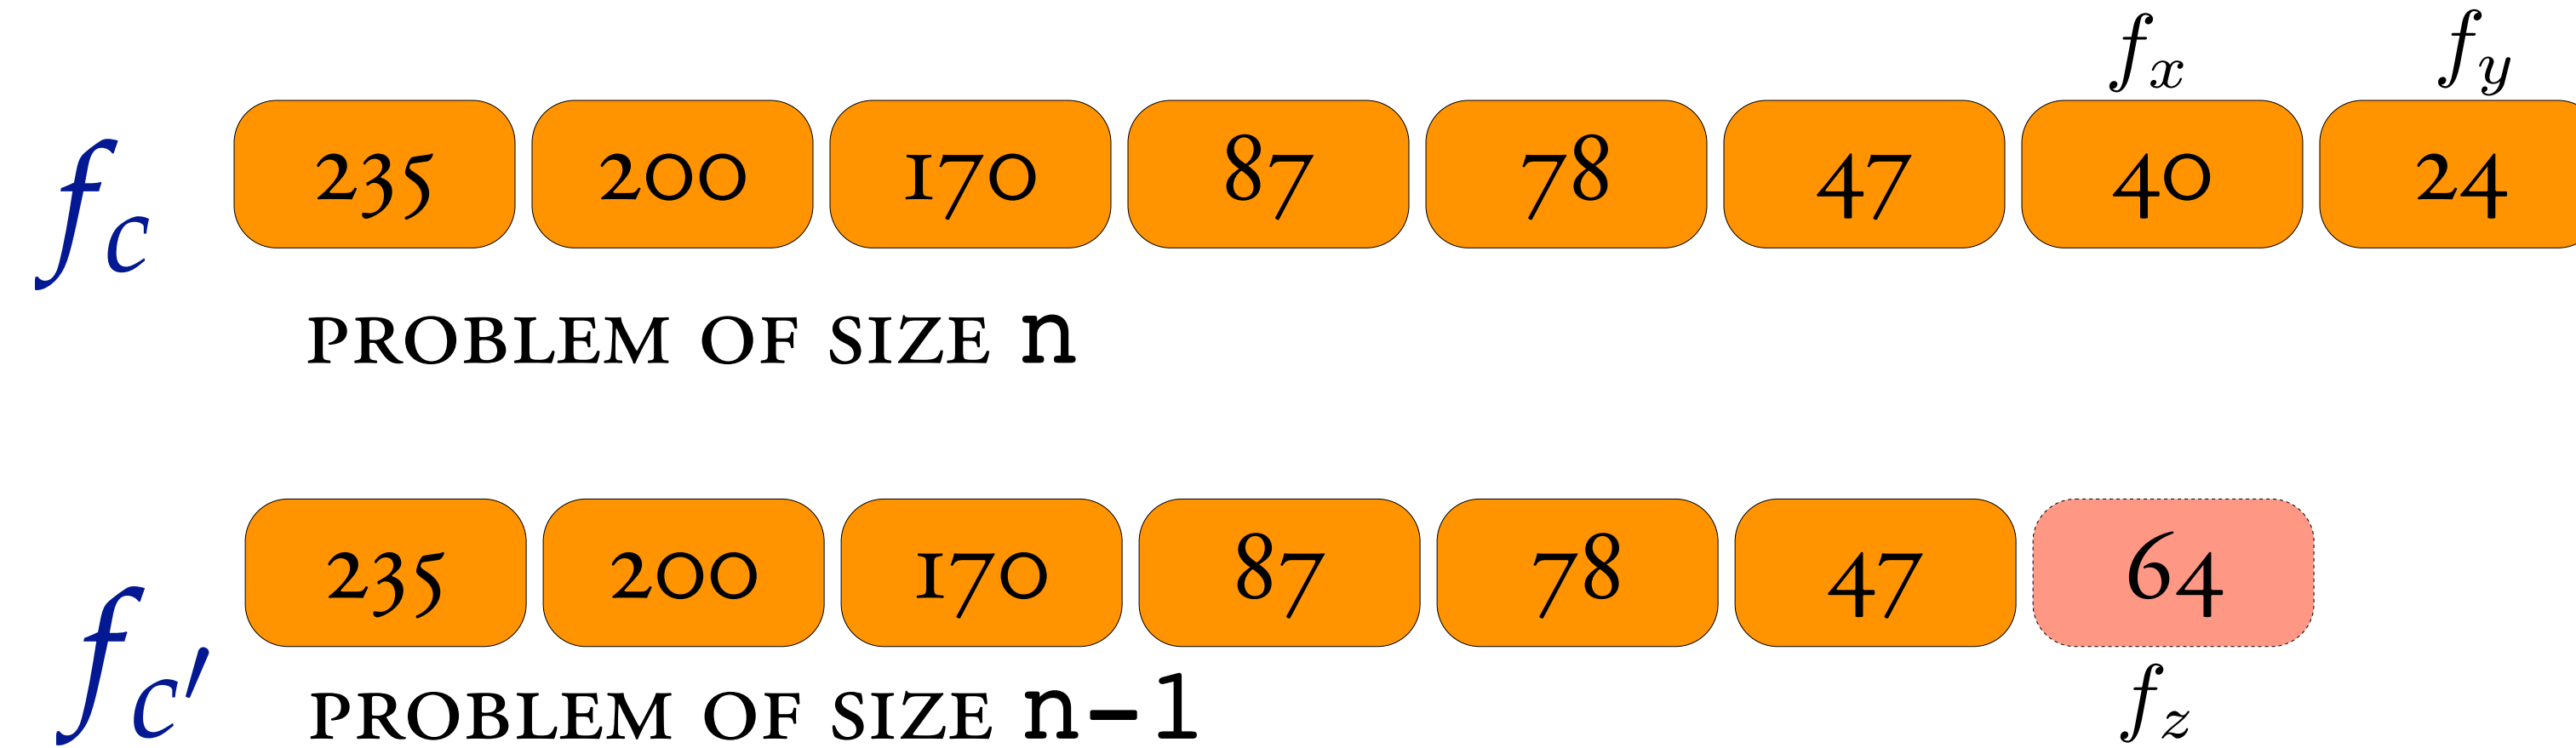 f_x f_y
f_c 235 200 170 87 78 47 40 24
PROBLEM OF SIZE n
f_c′ 235 200 170 87 78 47 64
PROBLEM OF SIZE n-1
f_z